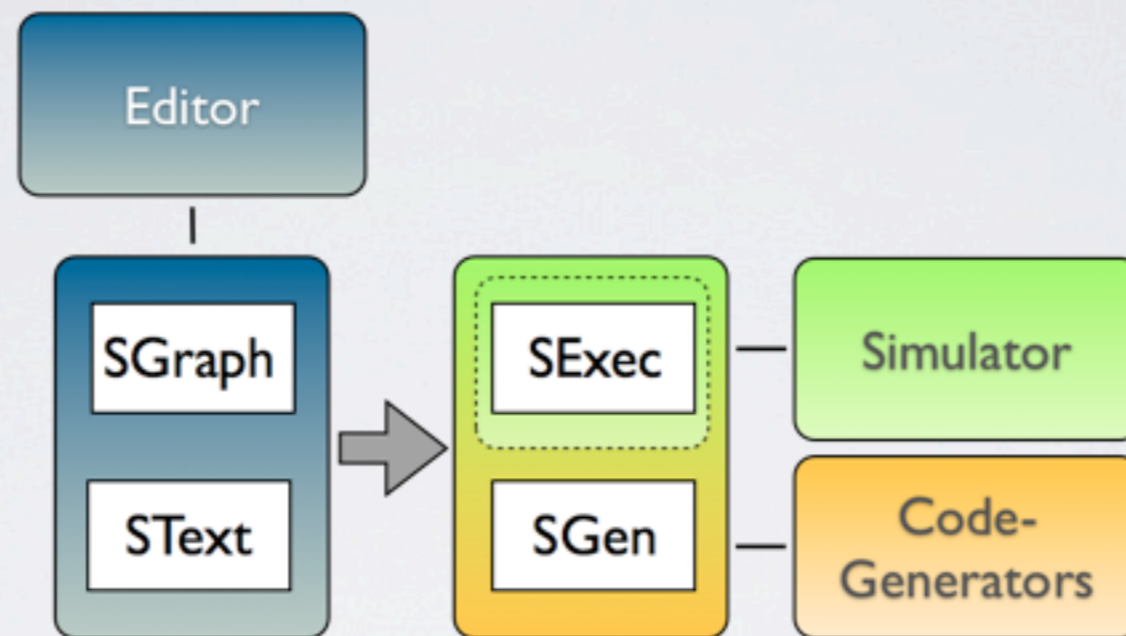 Editor
SGraph
SExec
Simulator
SText
SGen
Code-
Generators